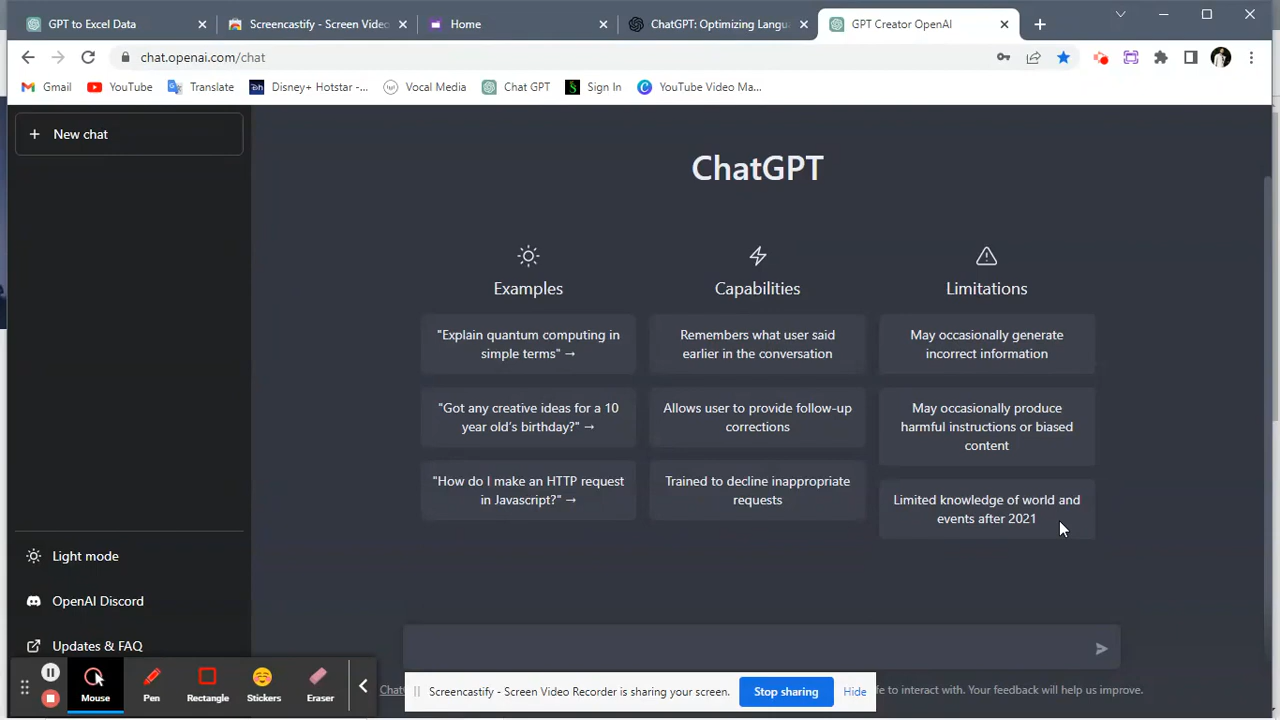 GPT to Excel Data
Screencastify - Screen Video
Home
ChatGPT: Optimizing Langu
GPT Creator OpenAI
chat.openai.com/chat
Gmail
YouTube
Translate
Disney+ Hotstar -...
Vocal Media
Chat GPT
Sign In
YouTube Video Ma...
New chat
ChatGPT
Examples
"Explain quantum computing in
simple terms" →
"Got any creative ideas for a 10
year old's birthday?" →
"How do I make an HTTP request
in Javascript?" →
Capabilities
Remembers what user said
earlier in the conversation
Allows user to provide follow-up
corrections
Trained to decline inappropriate
requests
Limitations
May occasionally generate
incorrect information
May occasionally produce
harmful instructions or biased
content
Limited knowledge of world and
events after 2021
Light mode
OpenAI Discord
Updates & FAQ
Mouse
Pen
Rectangle
Stickers
Eraser
Screencastify - Screen Video Recorder is sharing your screen.
Stop sharing
Hide
to interact with. Your feedback will help us improve.